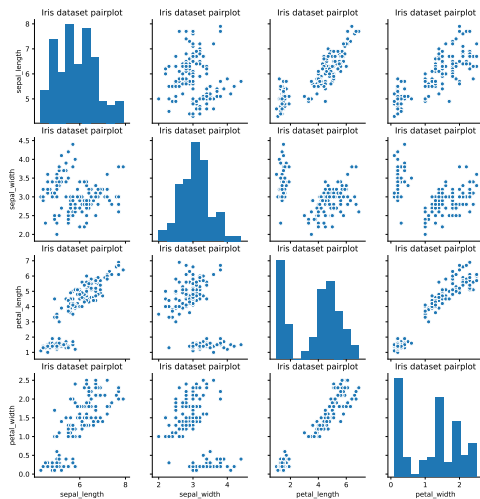 Iris dataset pairplot Iris dataset pairplot Iris dataset pairplot Iris dataset pairplot
sepal_length
8
7
6
5
Iris dataset pairplot Iris dataset pairplot Iris dataset pairplot Iris dataset pairplot
sepal_width
4.5
4.0
3.5
3.0
2.5
2.0
Iris dataset pairplot Iris dataset pairplot Iris dataset pairplot Iris dataset pairplot
petal_length
7
6
5
4
3
2
1
Iris dataset pairplot Iris dataset pairplot Iris dataset pairplot Iris dataset pairplot
petal_width
2.5
2.0
1.5
1.0
0.5
0.0
6 8 2 3 4 2 4 6 0 1 2
sepal_length sepal_width petal_length petal_width